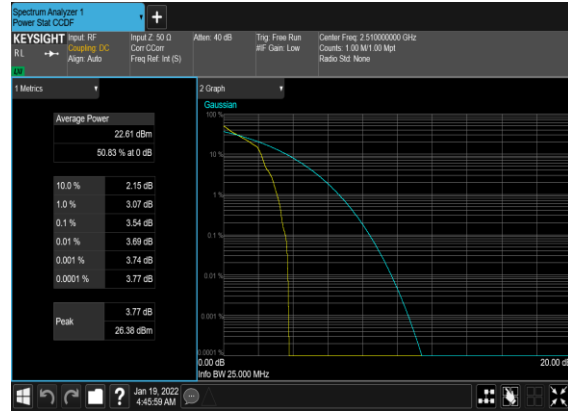 Spectrum Analyzer 1
Power Stat CCDF
KEYSIGHT
Input: RF
Coupling: DC
Align: Auto
Input Z: 50 Ω
Corr CCorr
Freq Ref: Int (S)
Atten: 40 dB
Trig: Free Run
#IF Gain: Low
Center Freq: 2.510000000 GHz
Counts: 1.00 M/1.00 Mpt
Radio Std: None
R L
1 Metrics
2 Graph
Average Power
22.61 dBm
50.83 % at 0 dB
10.0 % 2.15 dB
1.0 % 3.07 dB
0.1 % 3.54 dB
0.01 % 3.69 dB
0.001 % 3.74 dB
0.0001 % 3.77 dB
Peak
3.77 dB
26.38 dBm
Gaussian
100 %
10 %
1 %
0.1 %
0.01 %
0.001 %
0.0001 %
0.00 dB
20.00 dB
Info BW 25.000 MHz
?
Jan 19, 2022
4:45:59 AM